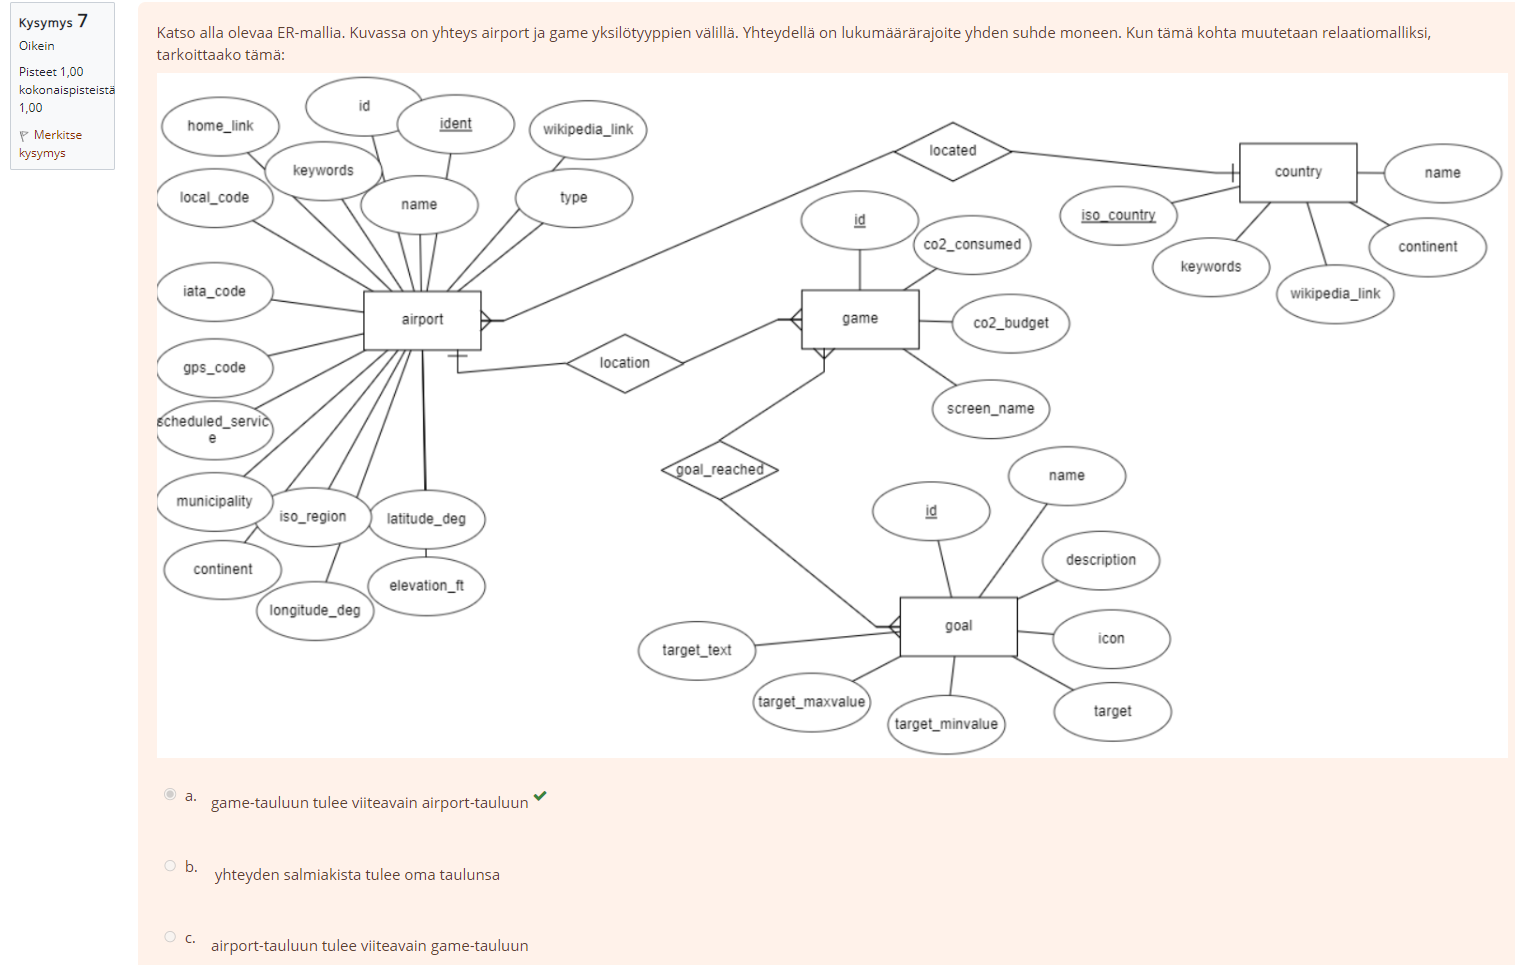 Kysymys 7
Oikein
Pisteet 1,00
kokonaispisteistä
1,00
Merkitse
kysymys
Katso alla olevaa ER-mallia. Kuvassa on yhteys airport ja game yksilötyyppien välillä. Yhteydellä on lukumäärärajoite yhden suhde moneen. Kun tämä kohta muutetaan relaatiomalliksi,
tarkoittaako tämä:
home_link
id
ident
wikipedia_link
keywords
local_code
name
type
located
country
name
iso_country
continent
keywords
wikipedia_link
id
co2_consumed
iata_code
airport
game
co2_budget
gps_code
location
screen_name
scheduled_servic
e
goal_reached
name
municipality
iso_region
latitude_deg
id
continent
elevation_ft
description
longitude_deg
goal
icon
target_text
target_maxvalue
target_minvalue
target
a. game-tauluun tulee viiteavain airport-tauluun
b. yhteyden salmiakista tulee oma taulunsa
c. airport-tauluun tulee viiteavain game-tauluun